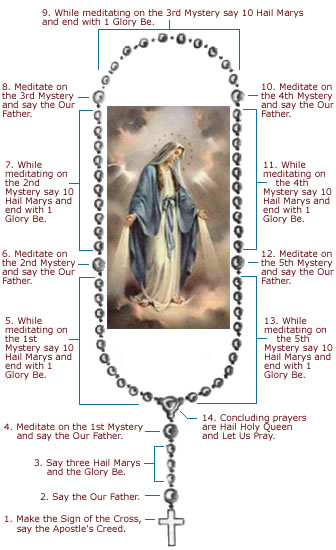 9. While meditating on the 3rd Mystery say 10 Hail Marys
and end with 1 Glory Be.
8. Meditate on
the 3rd Mystery
and say the Our
Father.
10. Meditate on
the 4th Mystery
and say the Our
Father.
7. While
meditating on
the 2nd
Mystery say 10
Hail Marys and
end with 1
Glory Be.
11. While
meditating on
the 4th
Mystery say 10
Hail Marys and
end with 1
Glory Be.
6. Meditate on
the 2nd Mystery
and say the Our
Father.
12. Meditate on
the 5th Mystery
and say the Our
Father.
5. While
meditating on
the 1st
Mystery say 10
Hail Marys and
end with 1
Glory Be.
13. While
meditating on
the 5th
Mystery say 10
Hail Marys and
end with 1
Glory Be.
14. Concluding prayers
are Hail Holy Queen
and Let Us Pray.
4. Meditate on the 1st Mystery
and say the Our Father.
3. Say three Hail Marys
and the Glory Be.
2. Say the Our Father.
1. Make the Sign of the Cross,
say the Apostle's Creed.